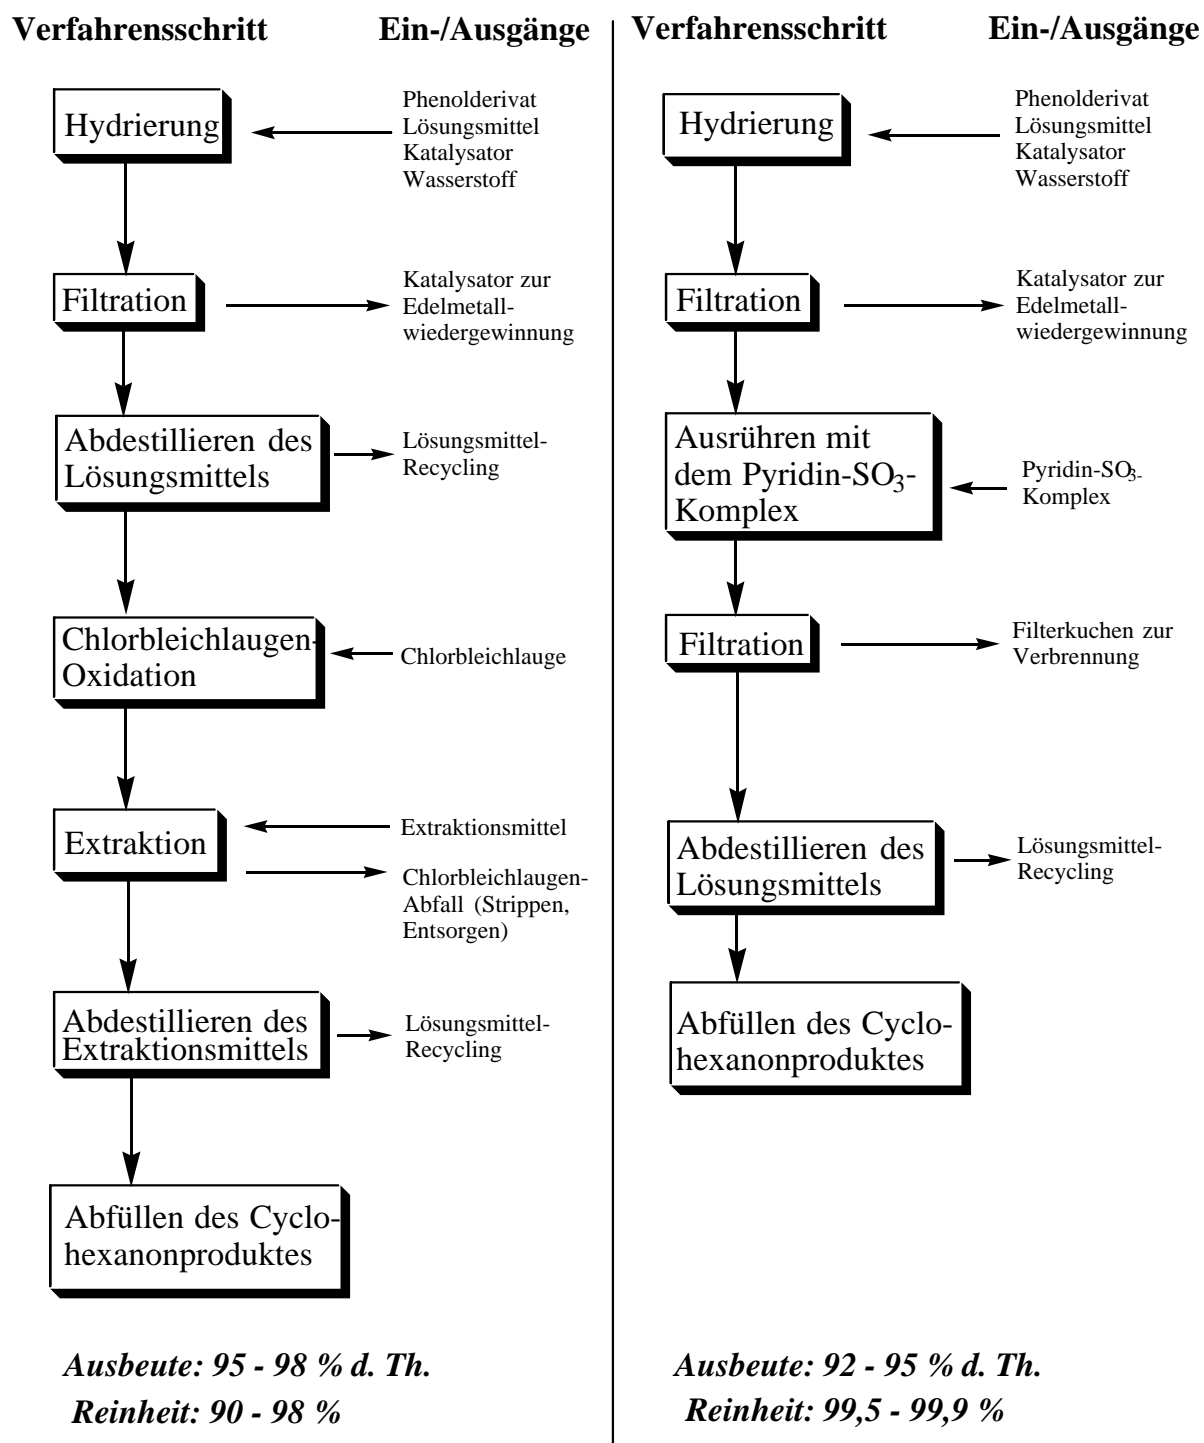 Verfahrensschritt
Ein-/Ausgänge
Hydrierung
Phenolderivat
Lösungsmittel
Katalysator
Wasserstoff
Filtration
Katalysator zur
Edelmetall-
wiedergewinnung
Abdestillieren des
Lösungsmittels
Lösungsmittel-
Recycling
Chlorbleichlaugen-
Oxidation
Chlorbleichlauge
Extraktion
Extraktionsmittel
Chlorbleichlaugen-
Abfall (Strippen,
Entsorgen)
Abdestillieren des
Extraktionsmittels
Lösungsmittel-
Recycling
Abfüllen des Cyclo-
hexanonproduktes
Ausbeute: 95 - 98 % d. Th.
Reinheit: 90 - 98 %
Verfahrensschritt
Ein-/Ausgänge
Hydrierung
Phenolderivat
Lösungsmittel
Katalysator
Wasserstoff
Filtration
Katalysator zur
Edelmetall-
wiedergewinnung
Ausrühren mit
dem Pyridin-SO3-
Komplex
Pyridin-SO3-
Komplex
Filtration
Filterkuchen zur
Verbrennung
Abdestillieren des
Lösungsmittels
Lösungsmittel-
Recycling
Abfüllen des Cyclo-
hexanonproduktes
Ausbeute: 92 - 95 % d. Th.
Reinheit: 99,5 - 99,9 %